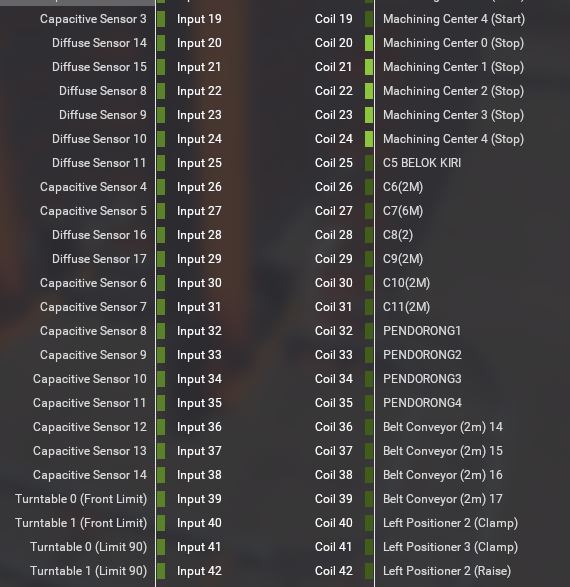 Capacitive Sensor 3 Input 19 Coil 19 Machining Center 4 (Start)
Diffuse Sensor 14 Input 20 Coil 20 Machining Center 0 (Stop)
Diffuse Sensor 15 Input 21 Coil 21 Machining Center 1 (Stop)
Diffuse Sensor 8 Input 22 Coil 22 Machining Center 2 (Stop)
Diffuse Sensor 9 Input 23 Coil 23 Machining Center 3 (Stop)
Diffuse Sensor 10 Input 24 Coil 24 Machining Center 4 (Stop)
Diffuse Sensor 11 Input 25 Coil 25 C5 BELOK KIRI
Capacitive Sensor 4 Input 26 Coil 26 C6(2M)
Capacitive Sensor 5 Input 27 Coil 27 C7(6M)
Diffuse Sensor 16 Input 28 Coil 28 C8(2)
Diffuse Sensor 17 Input 29 Coil 29 C9(2M)
Capacitive Sensor 6 Input 30 Coil 30 C10(2M)
Capacitive Sensor 7 Input 31 Coil 31 C11(2M)
Capacitive Sensor 8 Input 32 Coil 32 PENDORONG1
Capacitive Sensor 9 Input 33 Coil 33 PENDORONG2
Capacitive Sensor 10 Input 34 Coil 34 PENDORONG3
Capacitive Sensor 11 Input 35 Coil 35 PENDORONG4
Capacitive Sensor 12 Input 36 Coil 36 Belt Conveyor (2m) 14
Capacitive Sensor 13 Input 37 Coil 37 Belt Conveyor (2m) 15
Capacitive Sensor 14 Input 38 Coil 38 Belt Conveyor (2m) 16
Turntable 0 (Front Limit) Input 39 Coil 39 Belt Conveyor (2m) 17
Turntable 1 (Front Limit) Input 40 Coil 40 Left Positioner 2 (Clamp)
Turntable 0 (Limit 90) Input 41 Coil 41 Left Positioner 3 (Clamp)
Turntable 1 (Limit 90) Input 42 Coil 42 Left Positioner 2 (Raise)